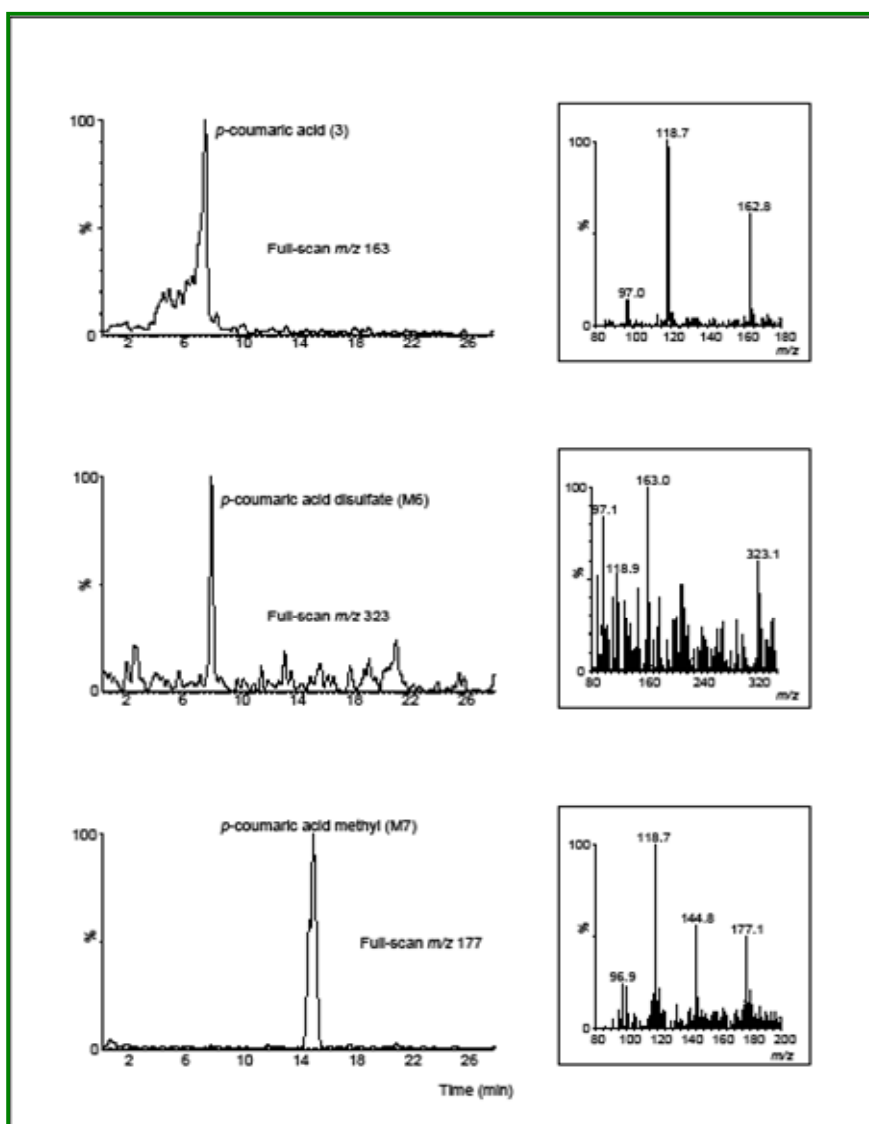 p-coumaric acid (3)
Full-scan m/z 163
100
%
0
2 6 10 14 18 22 26
118.7
162.8
97.0
100
%
0
80 100 120 140 160 180
m/z
p-coumaric acid disulfate (M6)
Full-scan m/z 323
100
%
0
2 6 10 14 18 22 26
163.0
97.1
118.9
323.1
100
%
0
80 160 240 320
m/z
p-coumaric acid methyl (M7)
Full-scan m/z 177
100
%
0
2 6 10 14 18 22 26
Time (min)
118.7
144.8
177.1
96.9
100
%
0
80 100 120 140 160 180 200
m/z